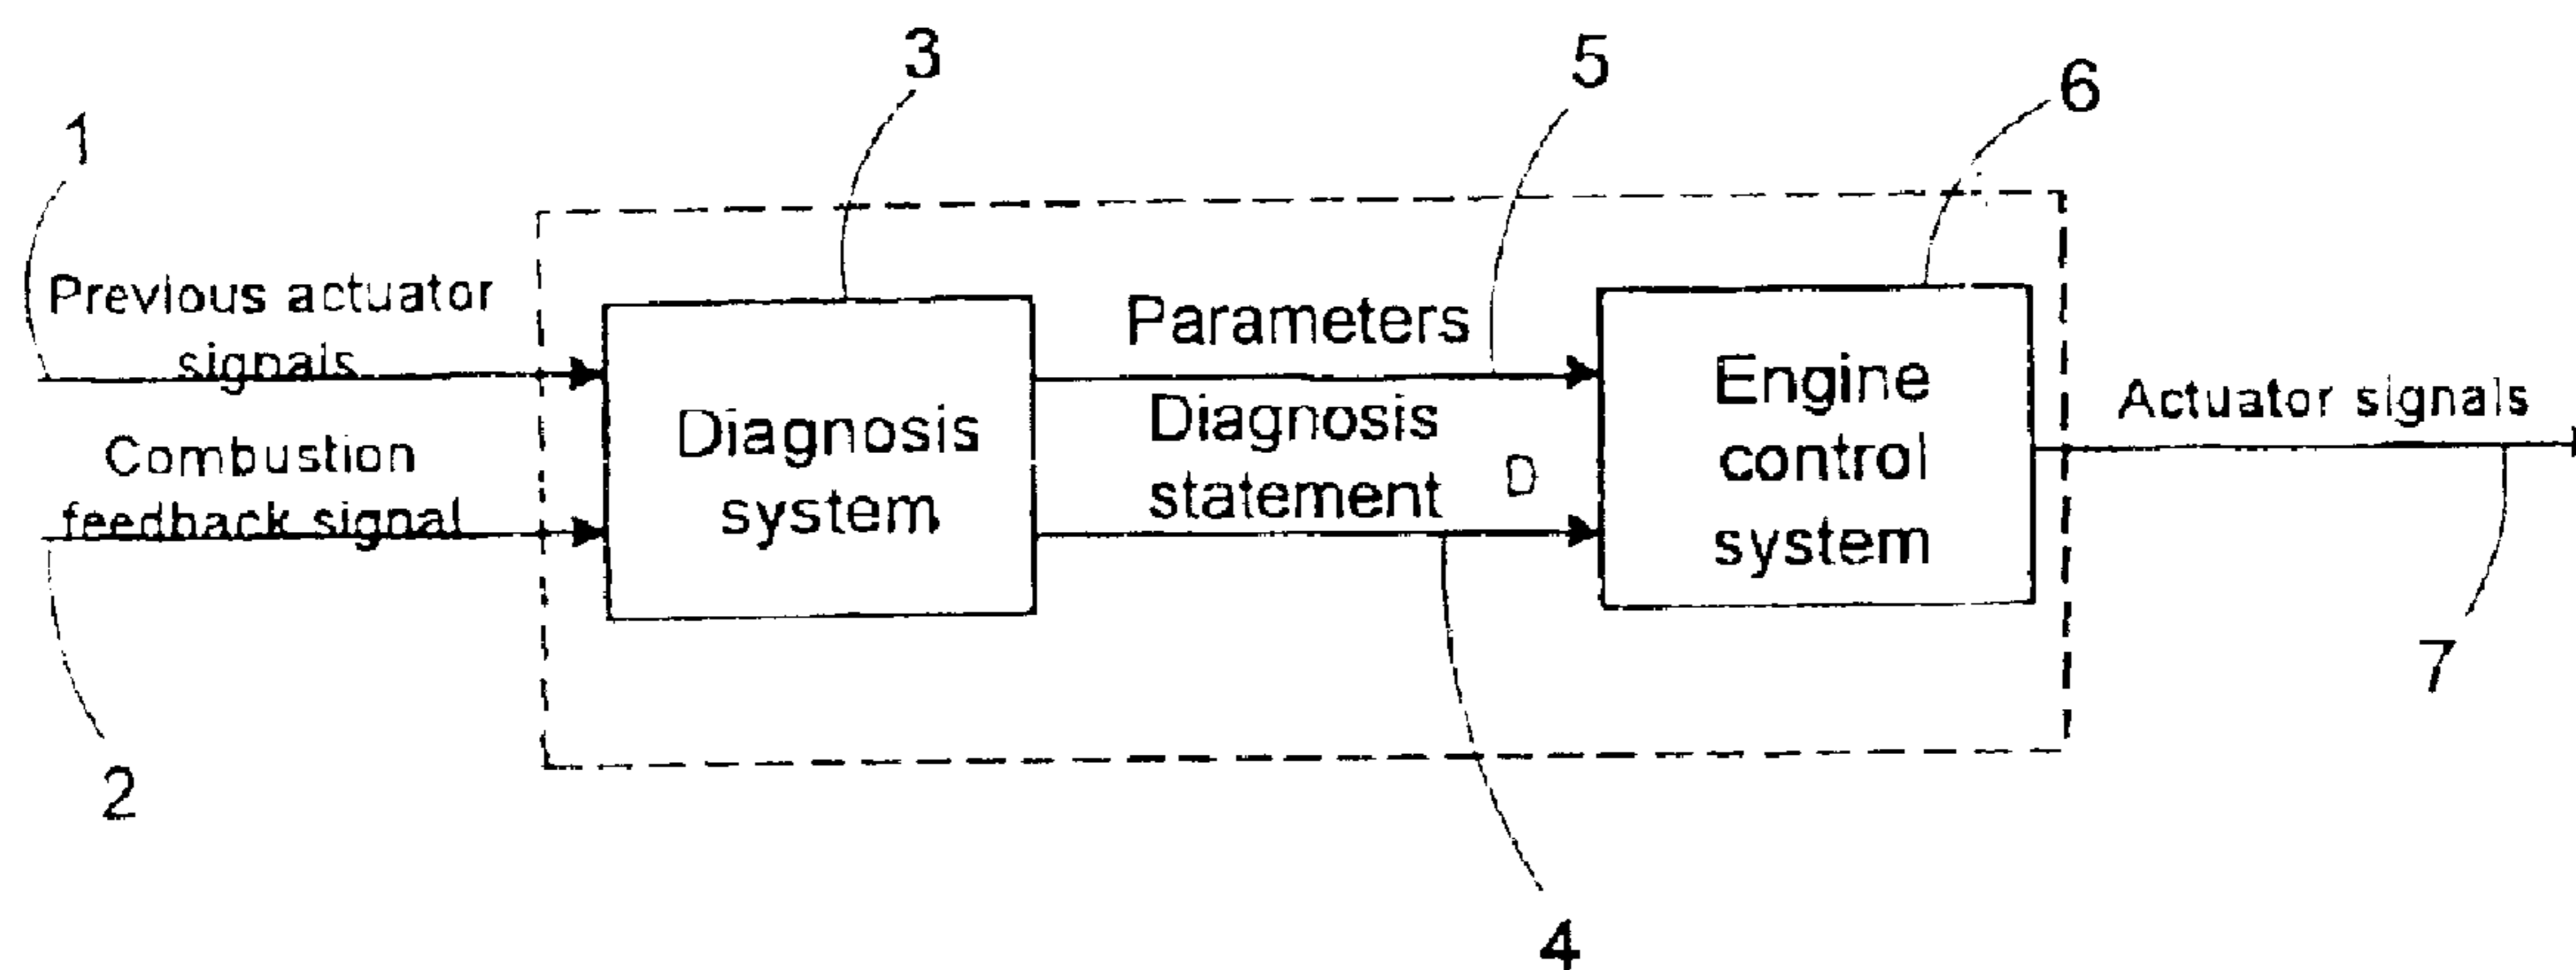 3
5
6
1
Previous actuator
signals
Parameters
Engine
control
system
Actuator signals
Diagnosis
system
Diagnosis
statement D
Combustion
feedback signal
7
2
4